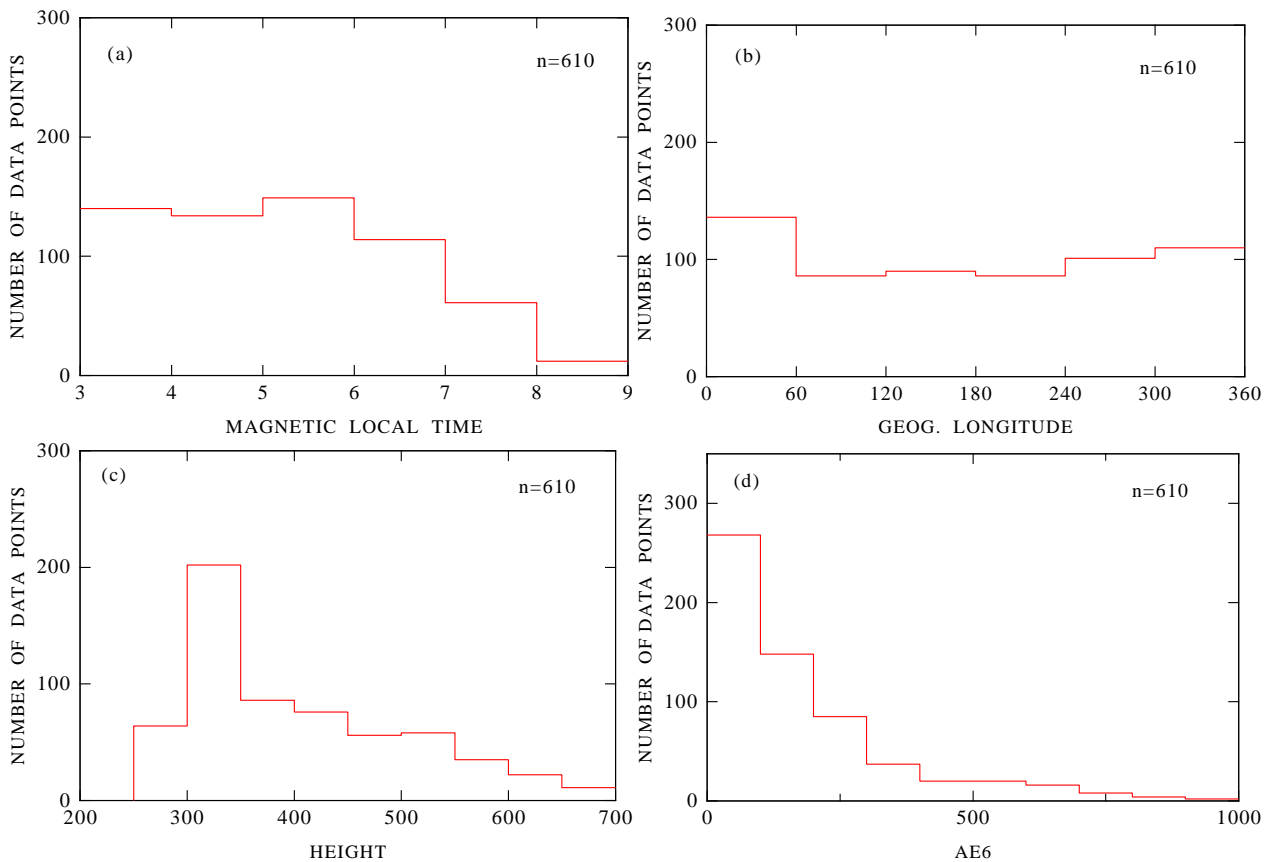 300
200
100
0
NUMBER OF DATA POINTS
(a)
n=610
3 4 5 6 7 8 9
MAGNETIC LOCAL TIME
300
200
100
0
NUMBER OF DATA POINTS
(b)
n=610
0 60 120 180 240 300 360
GEOG. LONGITUDE
300
200
100
0
NUMBER OF DATA POINTS
(c)
n=610
200 300 400 500 600 700
HEIGHT
300
200
100
0
NUMBER OF DATA POINTS
(d)
n=610
0 500 1000
AE6